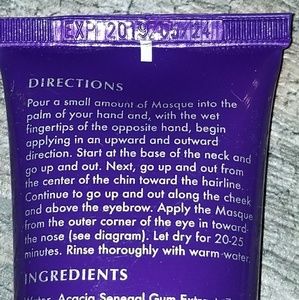 EXP 2019/03/24
DIRECTIONS
Pour a small amount of Masque into the
palm of your hand and, with the wet
fingertips of the opposite hand, begin
applying in an upward and outward
direction. Start at the base of the neck and
go up and out. Next, go up and out from
the center of the chin toward the hairline.
Continue to go up and out along the cheek
and above the eyebrow. Apply the Masque
from the outer corner of the eye in toward
the nose (see diagram). Let dry for 20-25
minutes. Rinse thoroughly with warm water.
INGREDIENTS
Water, Acacia Senegal Gum Extract